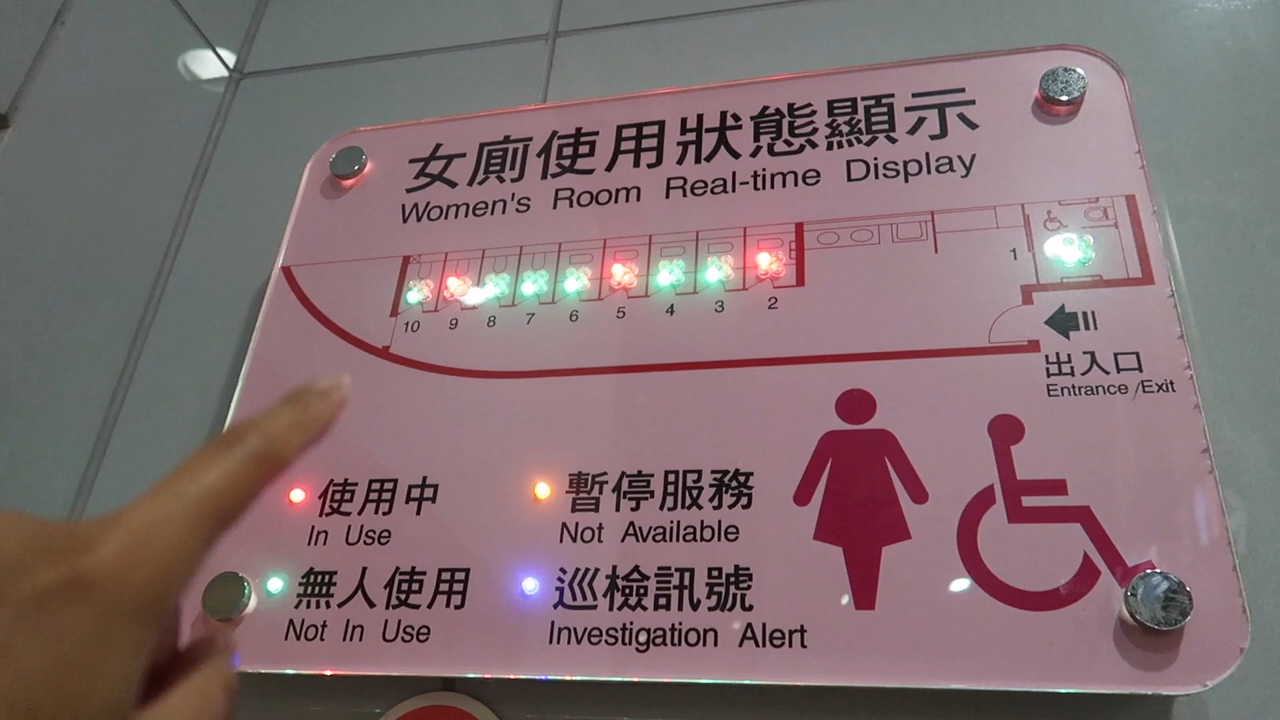 女廁使用狀態顯示
Women's Room Real-time Display
1
10 9 8 7 6 5 4 3 2
出入口
Entrance/Exit
使用中
In Use
暫停服務
Not Available
無人使用
Not In Use
巡檢訊號
Investigation Alert